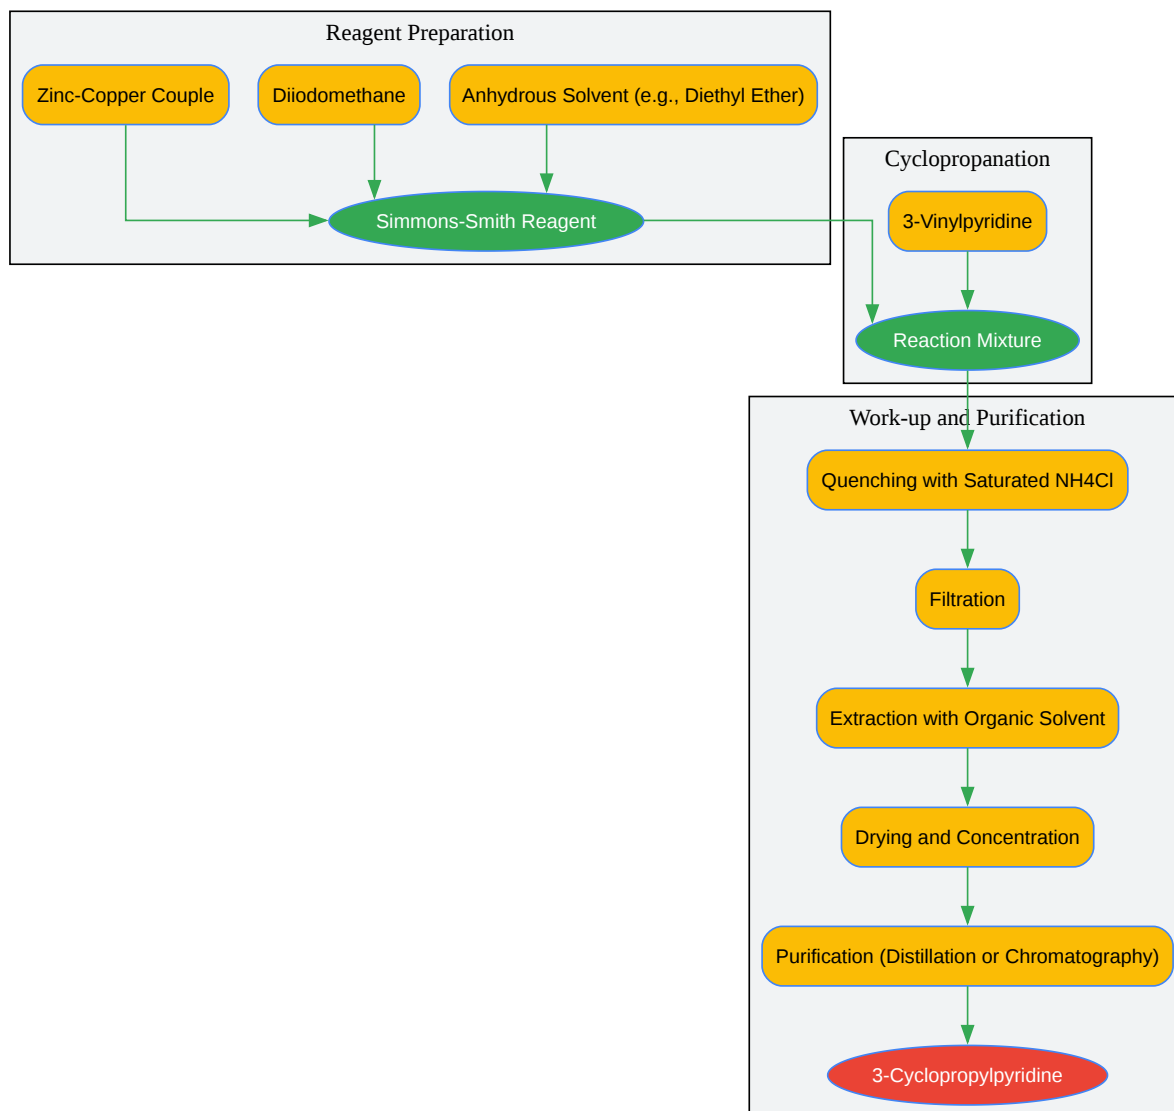 Reagent Preparation
Zinc-Copper Couple
Diiodomethane
Anhydrous Solvent (e.g., Diethyl Ether)
Simmons-Smith Reagent
Cyclopropanation
3-Vinylpyridine
Reaction Mixture
Work-up and Purification
Quenching with Saturated NH4Cl
Filtration
Extraction with Organic Solvent
Drying and Concentration
Purification (Distillation or Chromatography)
3-Cyclopropylpyridine